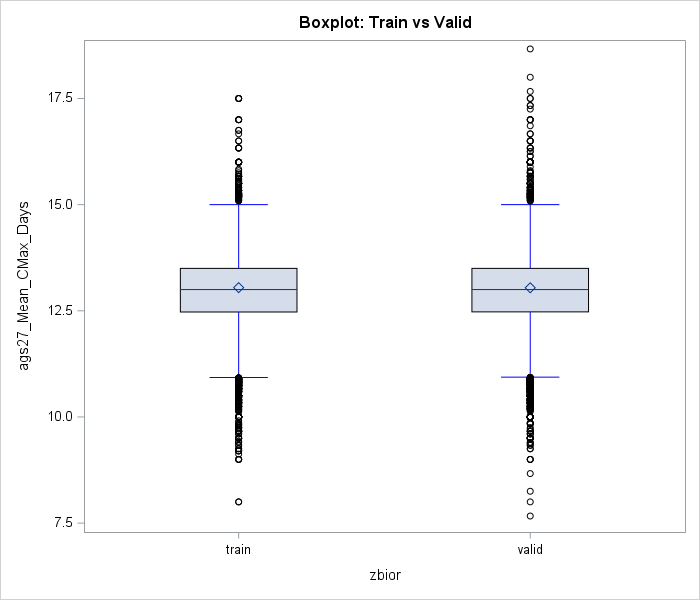 Boxplot: Train vs Valid
ags27_Mean_CMax_Days
17.5
15.0
12.5
10.0
7.5
train
valid
zbior